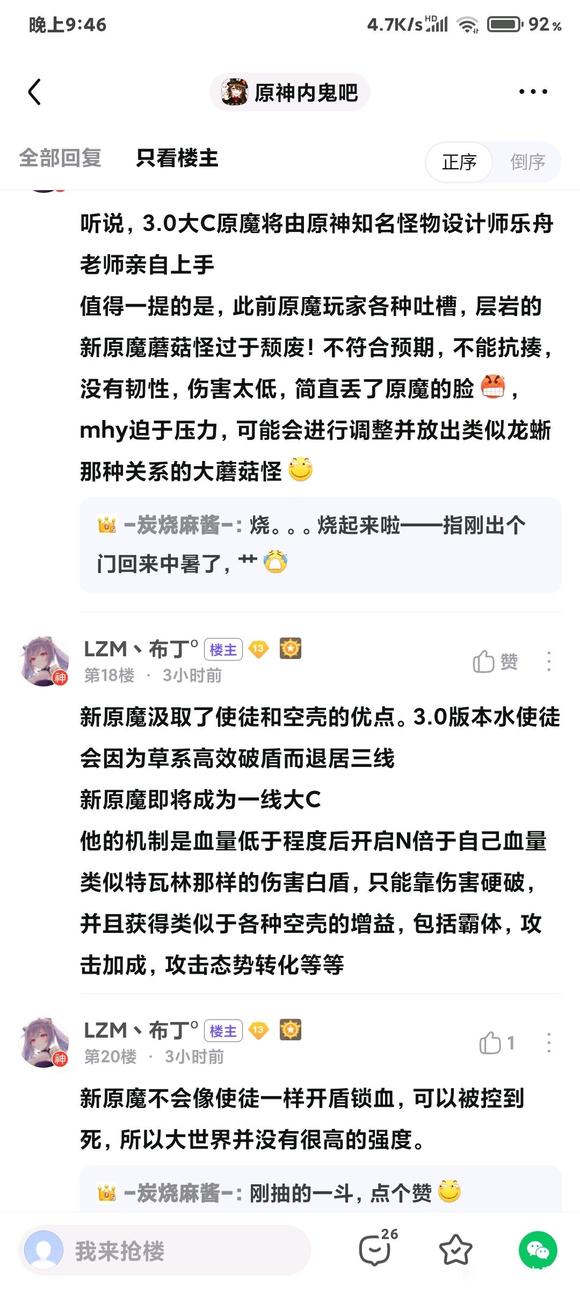 晚上9:46
4.7K/s HD 92%
原神内鬼吧
全部回复 只看楼主 正序 倒序
听说，3.0大C原魔将由原神知名怪物设计师乐舟
老师亲自上手
值得一提的是，此前原魔玩家各种吐槽，层岩的
新原魔蘑菇怪过于颓废！不符合预期，不能抗揍，
没有韧性，伤害太低，简直丢了原魔的脸😡，
mhy迫于压力，可能会进行调整并放出类似龙蜥
那种关系的大蘑菇怪
-炭烧麻酱-：烧。。。烧起来啦——指刚出个
门回来中暑了，艹
LZM丶布丁º 楼主 13
第18楼 · 3小时前 赞
新原魔汲取了使徒和空壳的优点。3.0版本水使徒
会因为草系高效破盾而退居三线
新原魔即将成为一线大C
他的机制是血量低于程度后开启N倍于自己血量
类似特瓦林那样的伤害白盾，只能靠伤害硬破，
并且获得类似于各种空壳的增益，包括霸体，攻
击加成，攻击态势转化等等
LZM丶布丁º 楼主 13
第20楼 · 3小时前 1
新原魔不会像使徒一样开盾锁血，可以被控到
死，所以大世界并没有很高的强度。
-炭烧麻酱-：刚抽的一斗，点个赞
我来抢楼 26